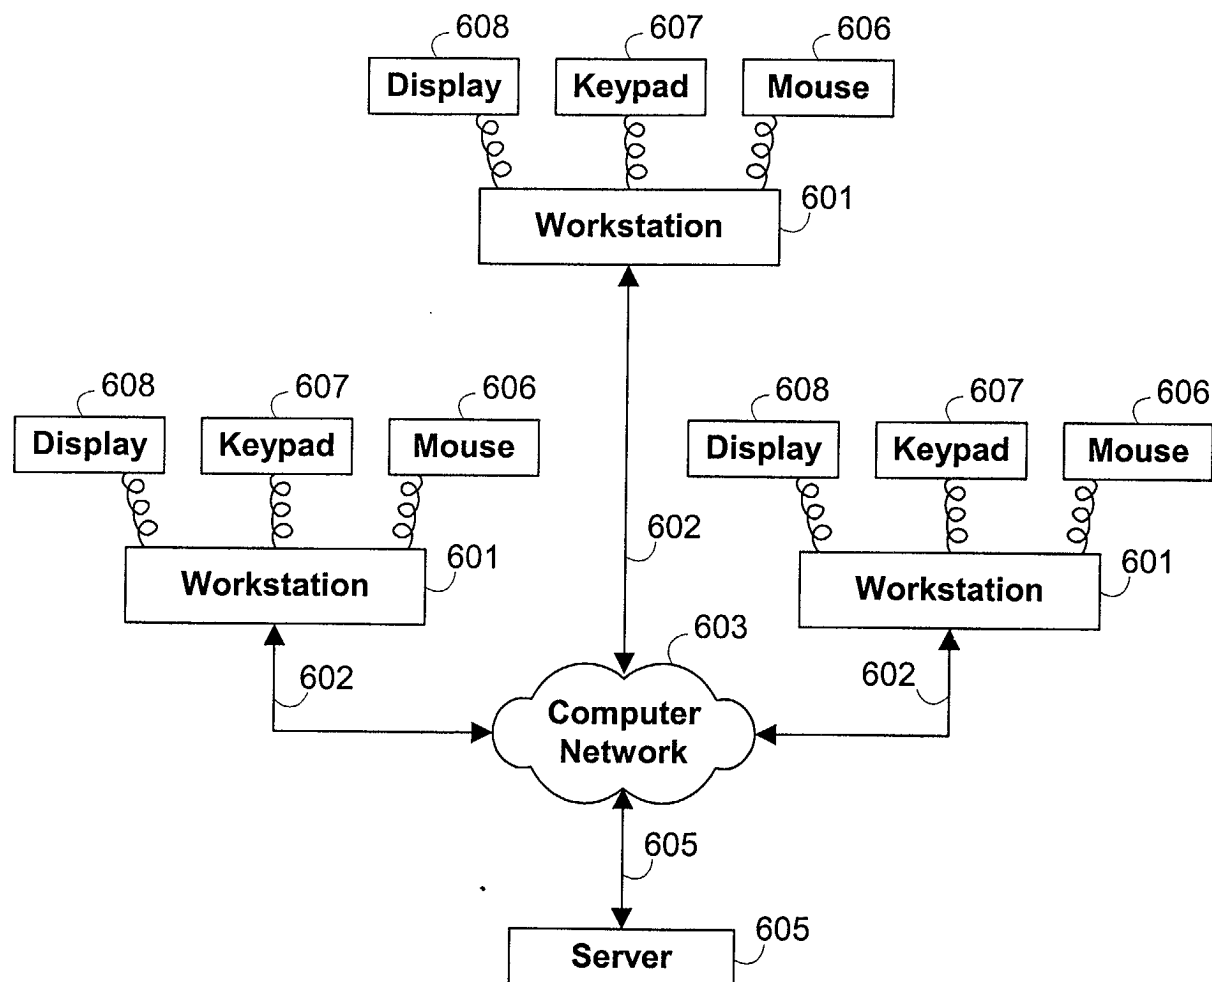 608 607 606
Display Keypad Mouse
601
Workstation
608 607 606 608 607 606
Display Keypad Mouse Display Keypad Mouse
602
601 601
Workstation Workstation
603
602 602
Computer
Network
605
605
Server